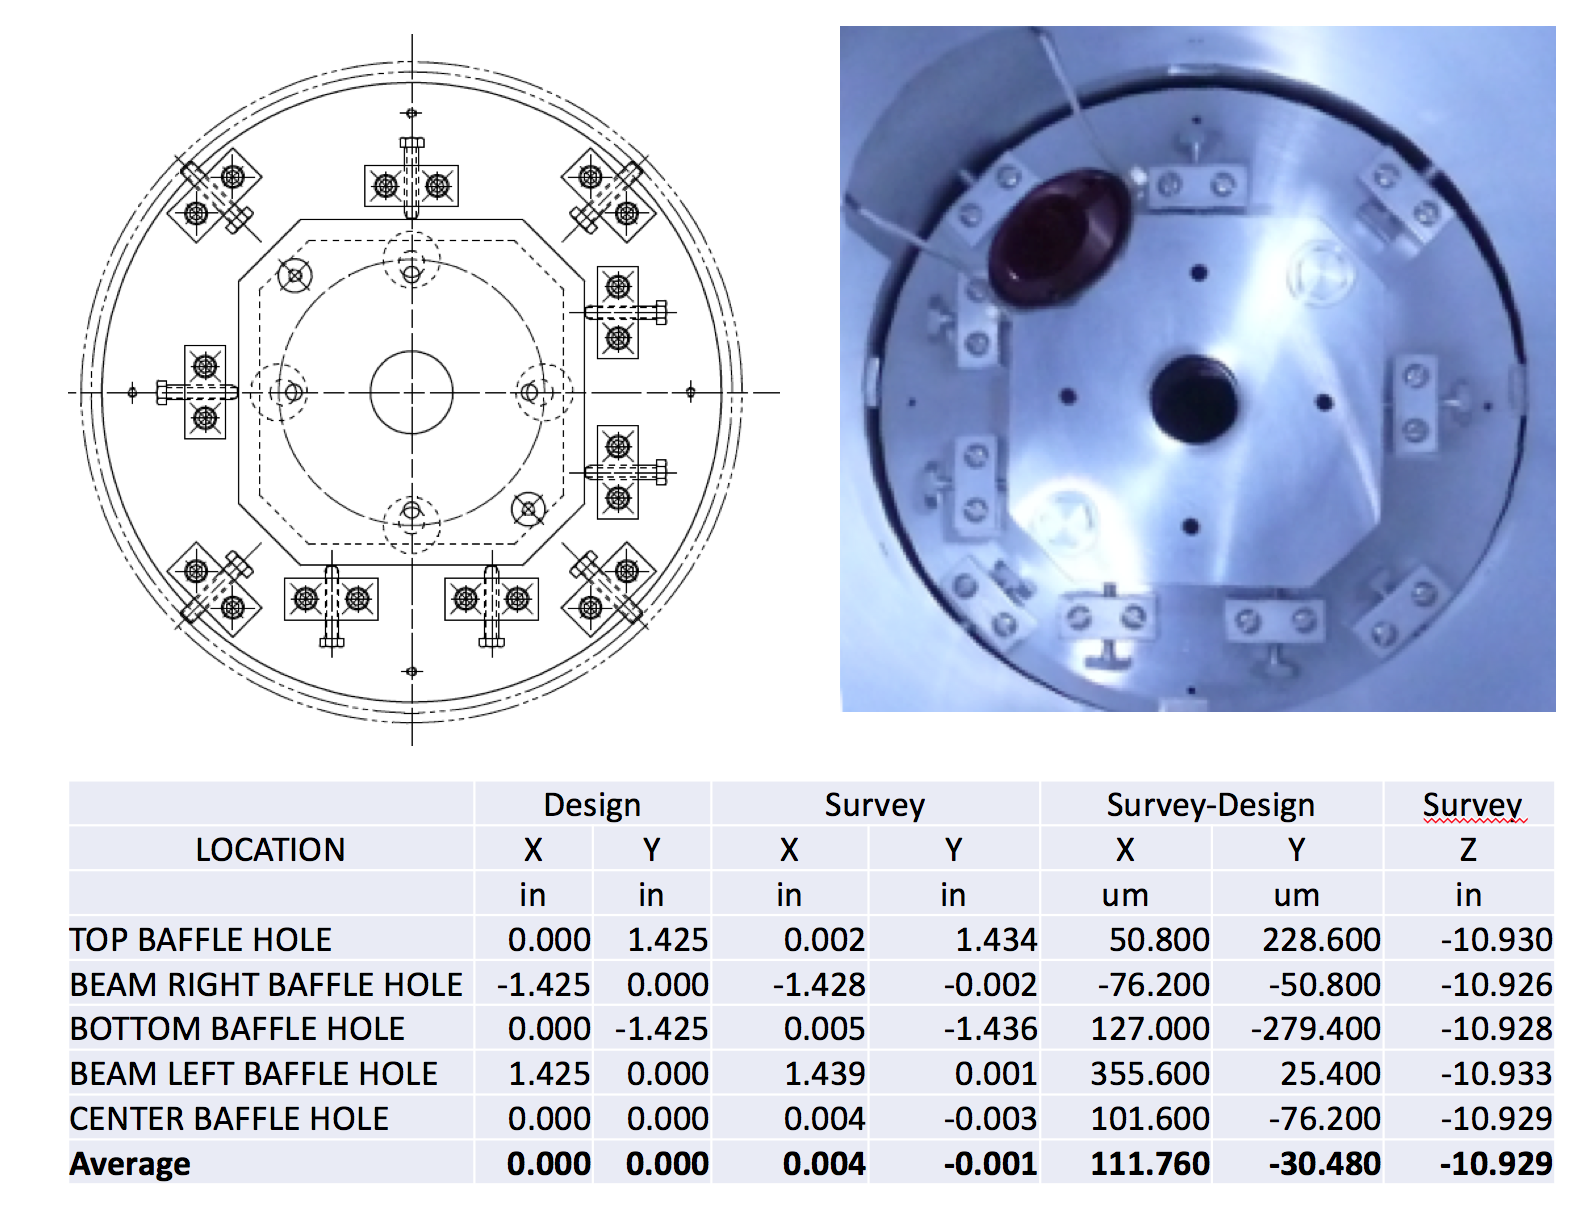 Design Survey Survey-Design Survey
LOCATION X Y X Y X Y Z
in in in in um um in
TOP BAFFLE HOLE 0.000 1.425 0.002 1.434 50.800 228.600 -10.930
BEAM RIGHT BAFFLE HOLE -1.425 0.000 -1.428 -0.002 -76.200 -50.800 -10.926
BOTTOM BAFFLE HOLE 0.000 -1.425 0.005 -1.436 127.000 -279.400 -10.928
BEAM LEFT BAFFLE HOLE 1.425 0.000 1.439 0.001 355.600 25.400 -10.933
CENTER BAFFLE HOLE 0.000 0.000 0.004 -0.003 101.600 -76.200 -10.929
Average 0.000 0.000 0.004 -0.001 111.760 -30.480 -10.929